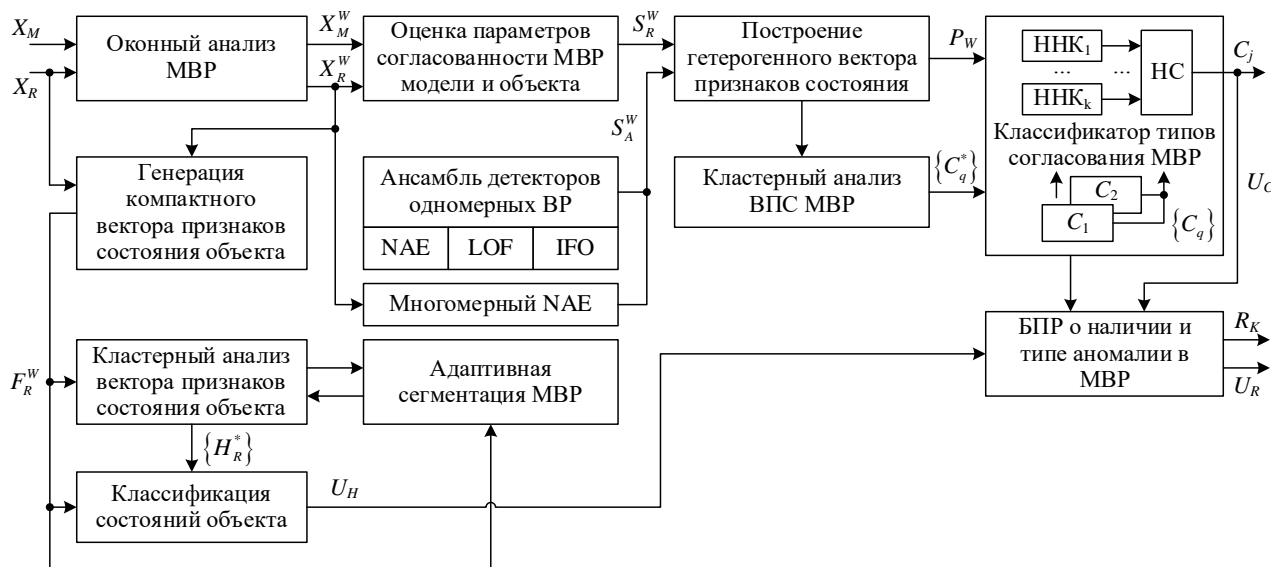 X_M
X_R
Оконный анализ
МВР
X_M^W
X_R^W
Оценка параметров
согласованности МВР
модели и объекта
S_R^W
S_A^W
Построение
гетерогенного вектора
признаков состояния
P_W
ННК₁
...
...
ННКₖ
НС
Классификатор типов
согласования МВР
C_2
C_1
{C_q}
C_j
Генерация
компактного
вектора признаков
состояния объекта
Ансамбль детекторов
одномерных ВР
NAE
LOF
IFO
Многомерный NAE
Кластерный анализ
ВПС МВР
{C_q^*}
F_R^W
Кластерный анализ
вектора признаков
состояния объекта
Адаптивная
сегментация МВР
БПР о наличии и
типе аномалии в
МВР
R_K
U_R
{H_R^*}
Классификация
состояний объекта
U_H